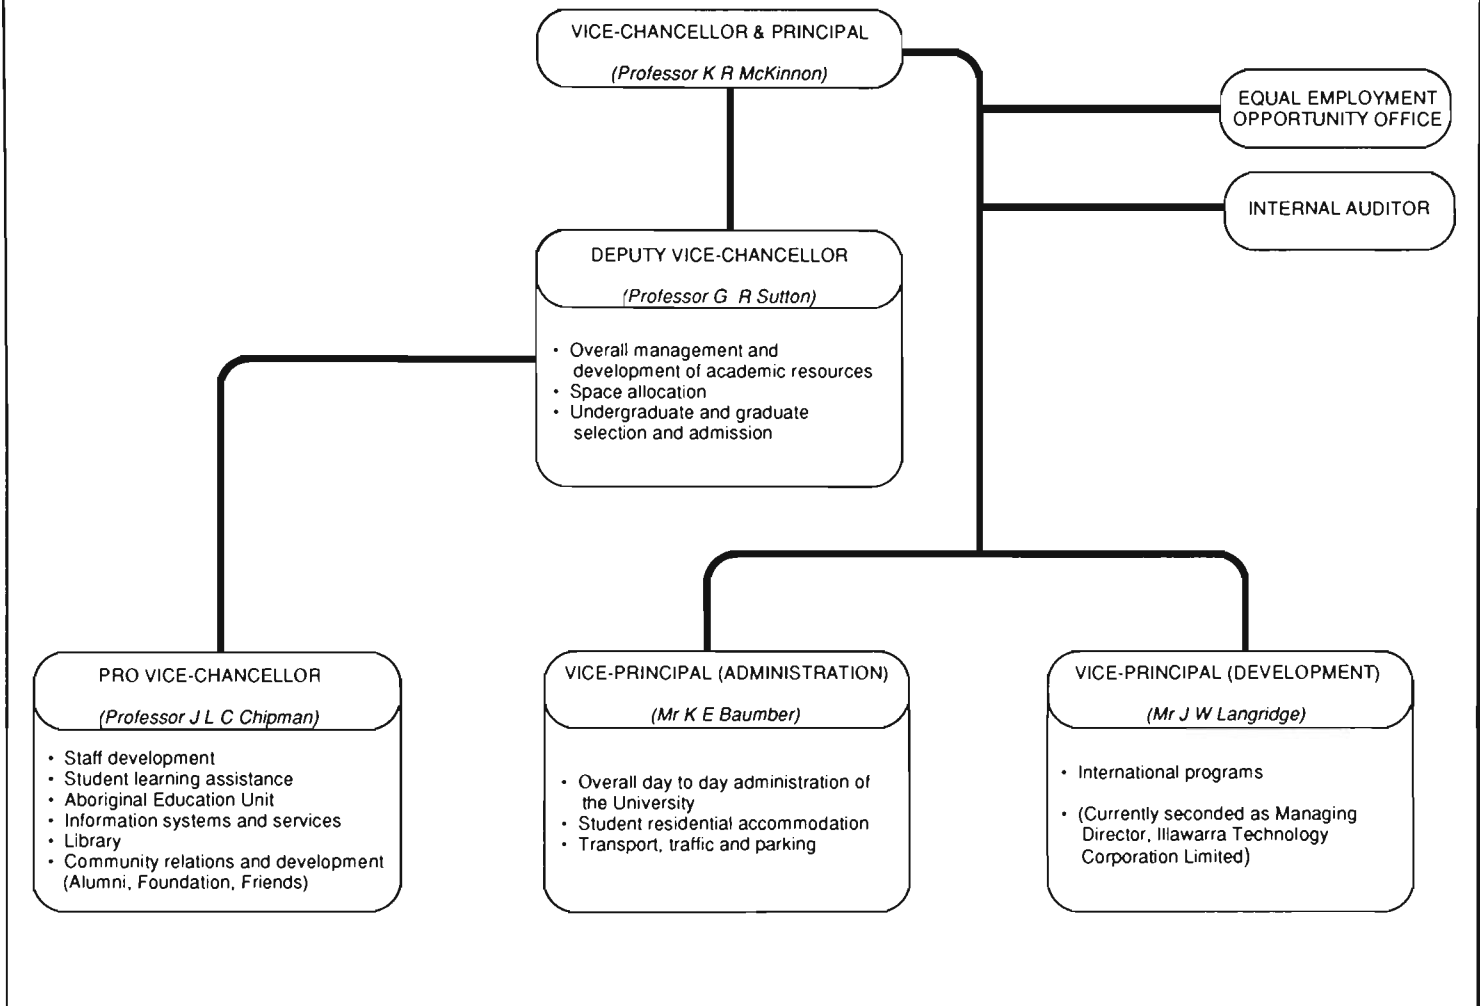 VICE-CHANCELLOR & PRINCIPAL
(Professor K R McKinnon)
EQUAL EMPLOYMENT
OPPORTUNITY OFFICE
INTERNAL AUDITOR
DEPUTY VICE-CHANCELLOR
(Professor G R Sutton)
• Overall management and
development of academic resources
• Space allocation
• Undergraduate and graduate
selection and admission
PRO VICE-CHANCELLOR
(Professor J L C Chipman)
• Staff development
• Student learning assistance
• Aboriginal Education Unit
• Information systems and services
• Library
• Community relations and development
(Alumni, Foundation, Friends)
VICE-PRINCIPAL (ADMINISTRATION)
(Mr K E Baumber)
• Overall day to day administration of
the University
• Student residential accommodation
• Transport, traffic and parking
VICE-PRINCIPAL (DEVELOPMENT)
(Mr J W Langridge)
• International programs
• (Currently seconded as Managing
Director, Illawarra Technology
Corporation Limited)